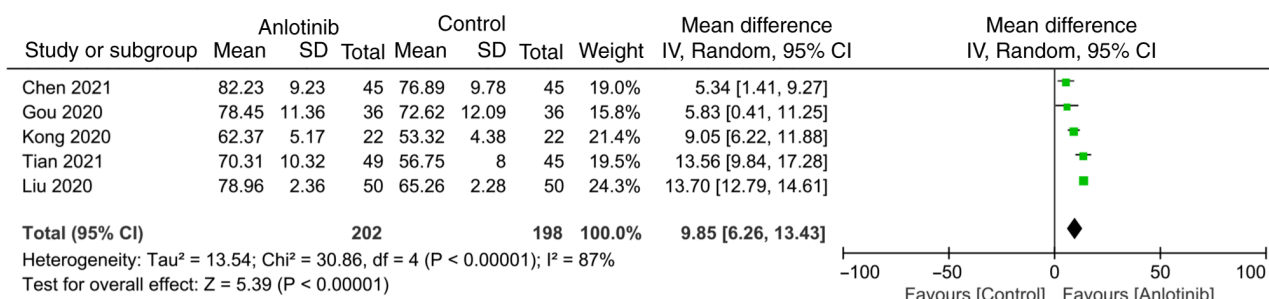 Anlotinib Control Mean difference Mean difference
Study or subgroup Mean SD Total Mean SD Total Weight IV, Random, 95% CI IV, Random, 95% CI
Chen 2021 82.23 9.23 45 76.89 9.78 45 19.0% 5.34 [1.41, 9.27]
Gou 2020 78.45 11.36 36 72.62 12.09 36 15.8% 5.83 [0.41, 11.25]
Kong 2020 62.37 5.17 22 53.32 4.38 22 21.4% 9.05 [6.22, 11.88]
Tian 2021 70.31 10.32 49 56.75 8 45 19.5% 13.56 [9.84, 17.28]
Liu 2020 78.96 2.36 50 65.26 2.28 50 24.3% 13.70 [12.79, 14.61]
Total (95% CI) 202 198 100.0% 9.85 [6.26, 13.43]
Heterogeneity: Tau² = 13.54; Chi² = 30.86, df = 4 (P < 0.00001); I² = 87%
Test for overall effect: Z = 5.39 (P < 0.00001)
−100 −50 0 50 100
Favours [Control] Favours [Anlotinib]